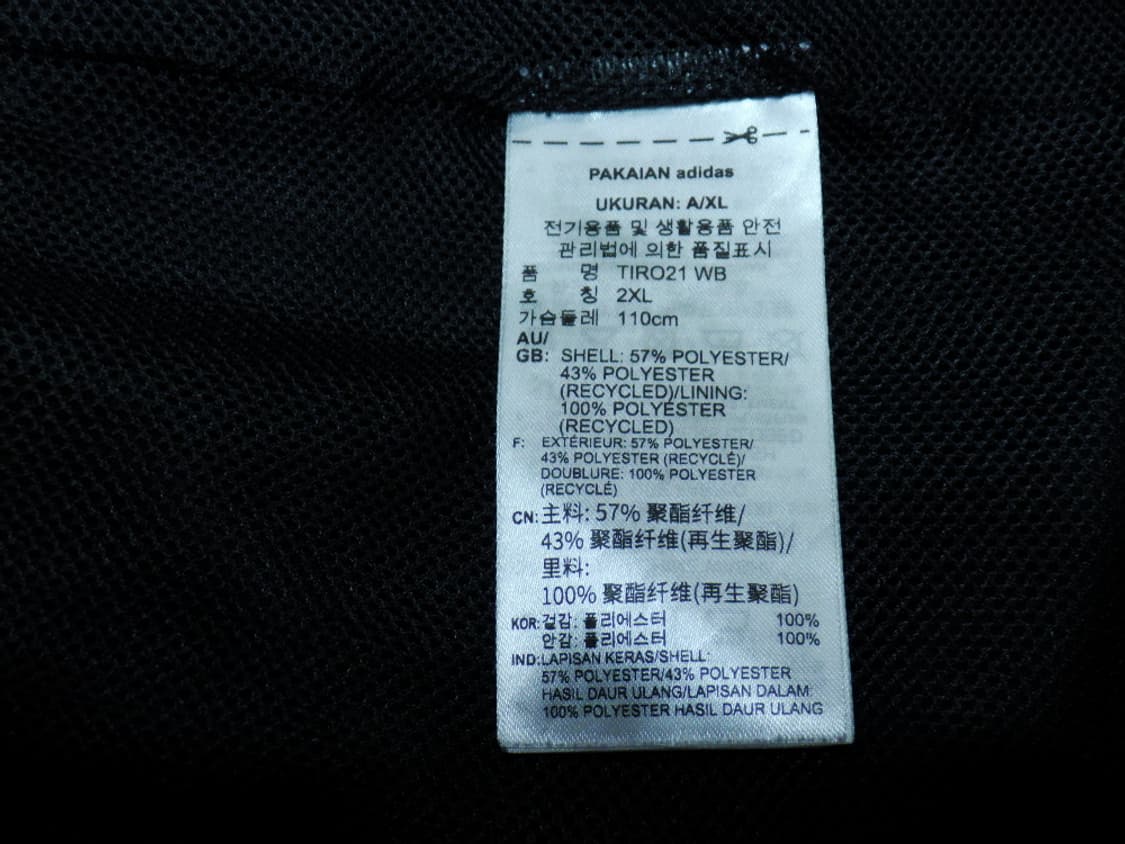 PAKAIAN adidas
UKURAN: A/XL
전기용품 및 생활용품 안전
관리법에 의한 품질표시
품 명 TIRO21 WB
호 칭 2XL
가슴둘레 110cm
AU/
GB: SHELL: 57% POLYESTER/
43% POLYESTER
(RECYCLED)/LINING:
100% POLYESTER
(RECYCLED)
F: EXTÉRIEUR: 57% POLYESTER/
43% POLYESTER (RECYCLÉ)/
DOUBLURE: 100% POLYESTER
(RECYCLÉ)
CN: 主料: 57% 聚酯纤维/
43% 聚酯纤维(再生聚酯)/
里料:
100% 聚酯纤维(再生聚酯)
KOR: 겉감: 폴리에스터 100%
안감: 폴리에스터 100%
IND: LAPISAN KERAS/SHELL:
57% POLYESTER/43% POLYESTER
HASIL DAUR ULANG/LAPISAN DALAM:
100% POLYESTER HASIL DAUR ULANG